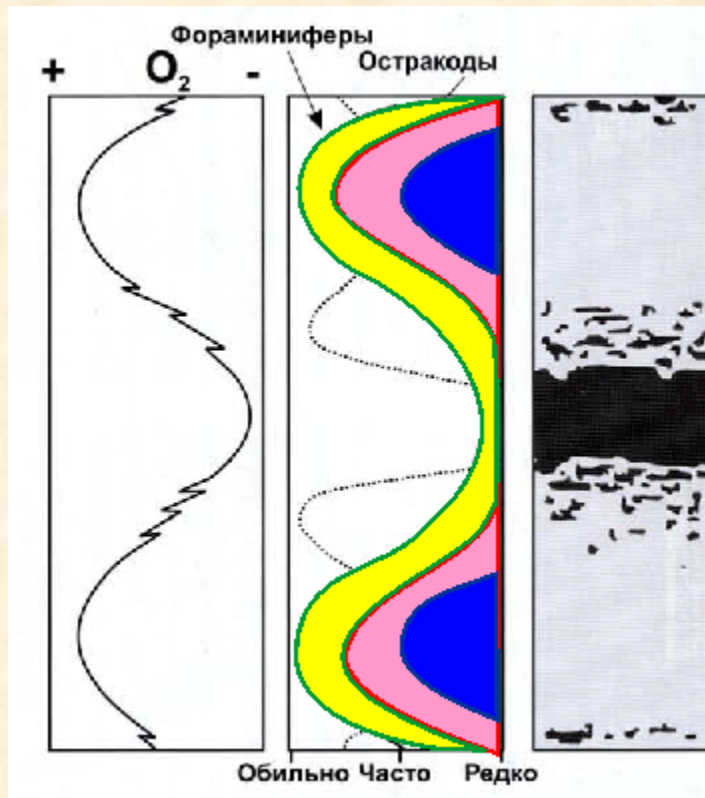 Фораминиферы
Остракоды
+ O₂ -
Обильно Часто Редко